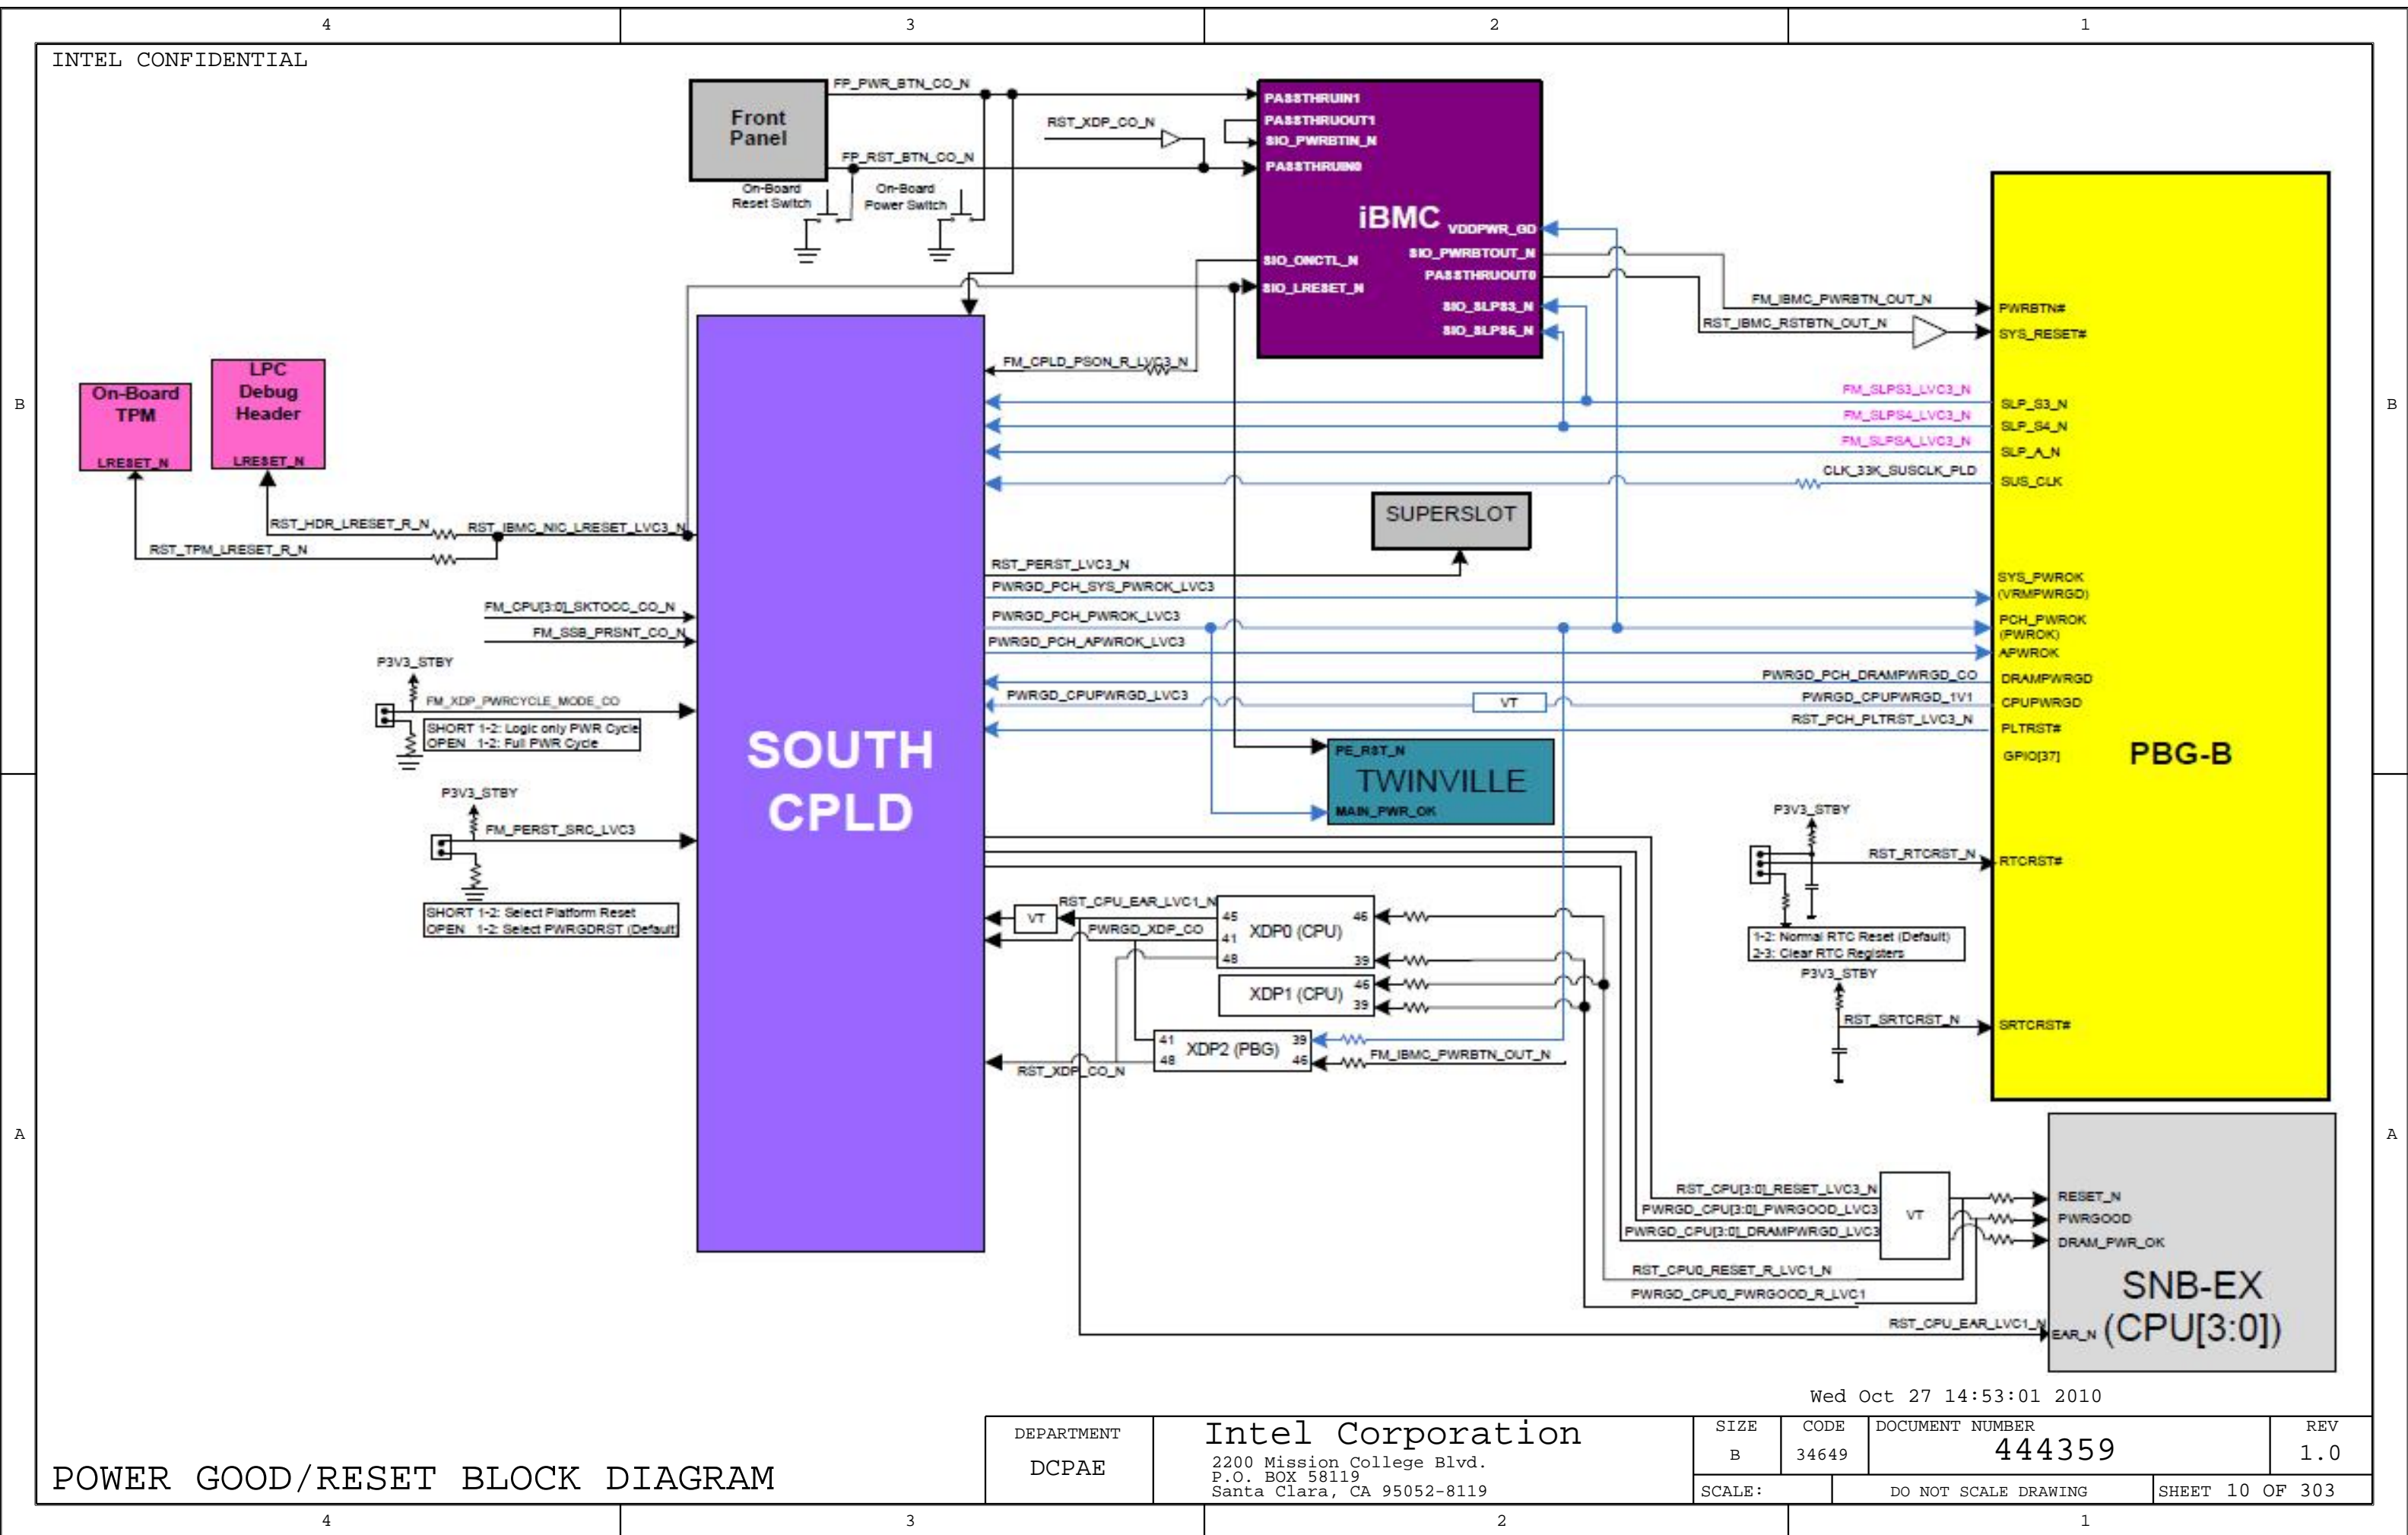 4 3 2 1
INTEL CONFIDENTIAL
Front
Panel
FP_PWR_BTN_CO_N
RST_XDP_CO_N
FP_RST_BTN_CO_N
On-Board
Reset Switch
On-Board
Power Switch
PASSTHRUIN1
PASSTHRUOUT1
SIO_PWRBTIN_N
PASSTHRUIN0
iBMC
VDDPWR_GD
SIO_PWRBTOUT_N
PASSTHRUOUT0
SIO_ONCTL_N
SIO_LRESET_N
SIO_SLPS3_N
SIO_SLPS5_N
FM_IBMC_PWRBTN_OUT_N
RST_IBMC_RSTBTN_OUT_N
PWRBTN#
SYS_RESET#
FM_CPLD_PSON_R_LVC3_N
FM_SLPS3_LVC3_N
SLP_S3_N
FM_SLPS4_LVC3_N
SLP_S4_N
FM_SLPSA_LVC3_N
SLP_A_N
CLK_33K_SUSCLK_PLD
SUS_CLK
B
B
On-Board
TPM
LRESET_N
LPC
Debug
Header
LRESET_N
RST_HDR_LRESET_R_N
RST_IBMC_NIC_LRESET_LVC3_N
RST_TPM_LRESET_R_N
SUPERSLOT
RST_PERST_LVC3_N
PWRGD_PCH_SYS_PWROK_LVC3
SYS_PWROK
(VRMPWRGD)
PWRGD_PCH_PWROK_LVC3
PCH_PWROK
(PWROK)
PWRGD_PCH_APWROK_LVC3
APWROK
FM_CPU[3:0]_SKTOCC_CO_N
FM_SSB_PRSNT_CO_N
PWRGD_PCH_DRAMPWRGD_CO
DRAMPWRGD
PWRGD_CPUPWRGD_LVC3
VT
PWRGD_CPUPWRGD_1V1
CPUPWRGD
RST_PCH_PLTRST_LVC3_N
PLTRST#
GPIO[37]
PBG-B
P3V3_STBY
FM_XDP_PWRCYCLE_MODE_CO
SHORT 1-2: Logic only PWR Cycle
OPEN 1-2: Full PWR Cycle
SOUTH
CPLD
PE_RST_N
TWINVILLE
MAIN_PWR_OK
P3V3_STBY
FM_PERST_SRC_LVC3
SHORT 1-2: Select Platform Reset
OPEN 1-2: Select PWRGDRST (Default)
P3V3_STBY
RST_RTCRST_N
RTCRST#
1-2: Normal RTC Reset (Default)
2-3: Clear RTC Registers
P3V3_STBY
RST_SRTCRST_N
SRTCRST#
RST_CPU_EAR_LVC1_N
VT
PWRGD_XDP_CO
45
41
48
XDP0 (CPU)
46
39
XDP1 (CPU)
46
39
41
48
XDP2 (PBG)
39
46
FM_IBMC_PWRBTN_OUT_N
RST_XDP_CO_N
A
A
RST_CPU[3:0]_RESET_LVC3_N
PWRGD_CPU[3:0]_PWRGOOD_LVC3
PWRGD_CPU[3:0]_DRAMPWRGD_LVC3
VT
RESET_N
PWRGOOD
DRAM_PWR_OK
RST_CPU0_RESET_R_LVC1_N
PWRGD_CPU0_PWRGOOD_R_LVC1
RST_CPU_EAR_LVC1_N
EAR_N
SNB-EX
(CPU[3:0])
Wed Oct 27 14:53:01 2010
POWER GOOD/RESET BLOCK DIAGRAM
DEPARTMENT
DCPAE
Intel Corporation
2200 Mission College Blvd.
P.O. BOX 58119
Santa Clara, CA 95052-8119
SIZE
B
CODE
34649
DOCUMENT NUMBER
444359
REV
1.0
SCALE:
DO NOT SCALE DRAWING
SHEET 10 OF 303
4 3 2 1